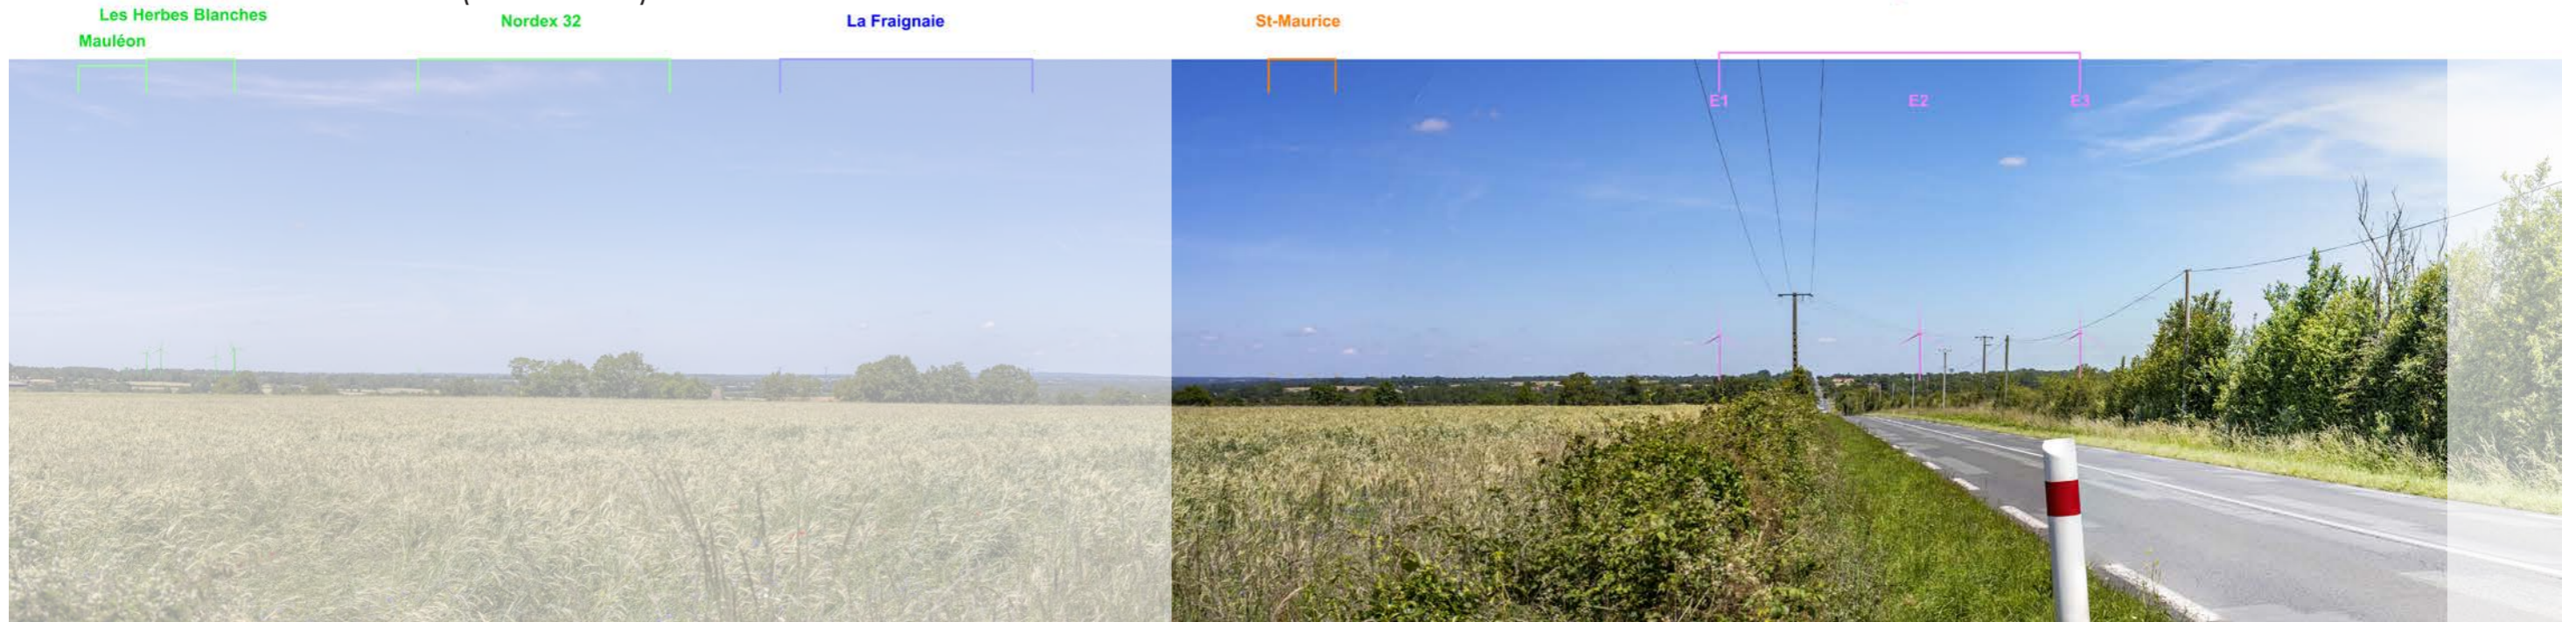 Les Herbes Blanches
Mauléon
Nordex 32
La Fraignaie
St-Maurice
E1
E2
E3